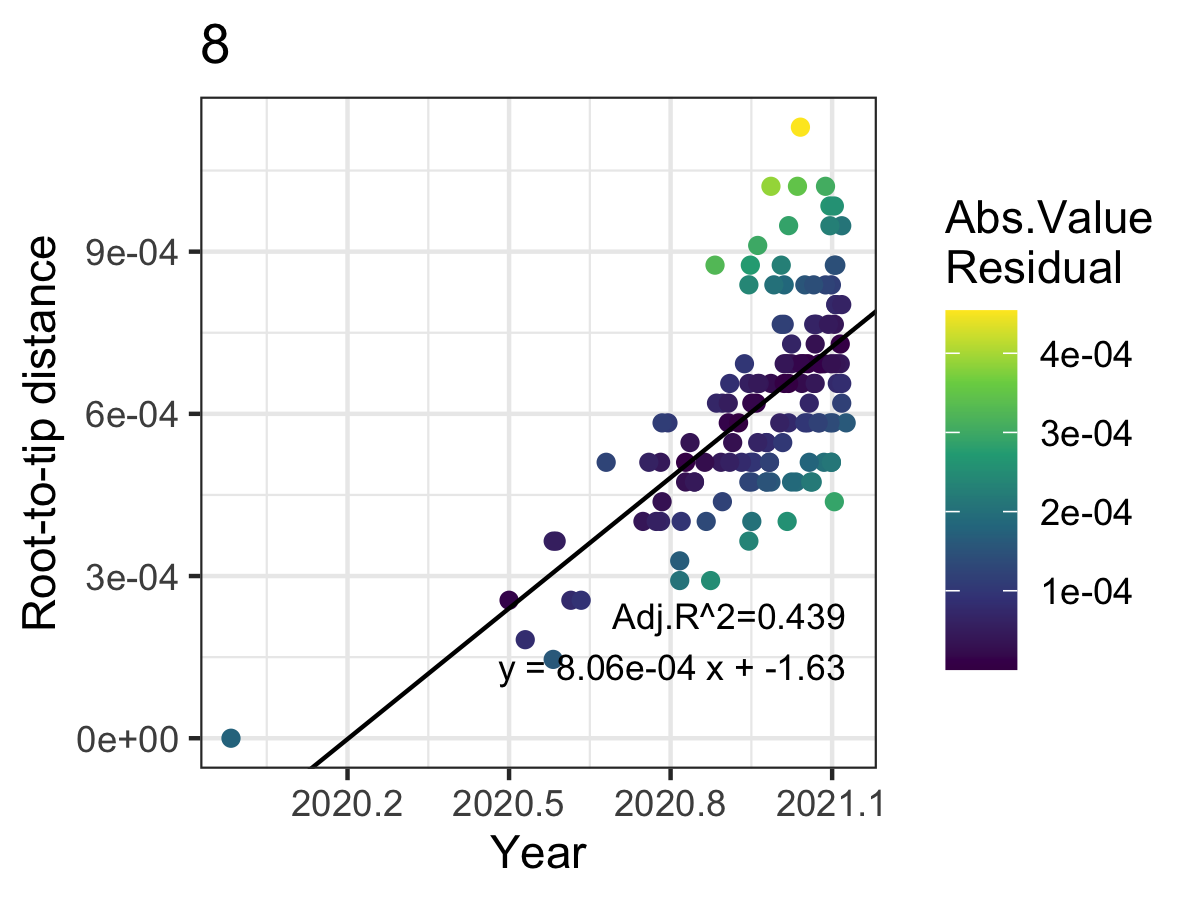 8
Root-to-tip distance
9e-04
6e-04
3e-04
0e+00
Adj.R^2=0.439
y = 8.06e-04 x + -1.63
2020.2
2020.5
2020.8
2021.1
Year
Abs.Value
Residual
4e-04
3e-04
2e-04
1e-04